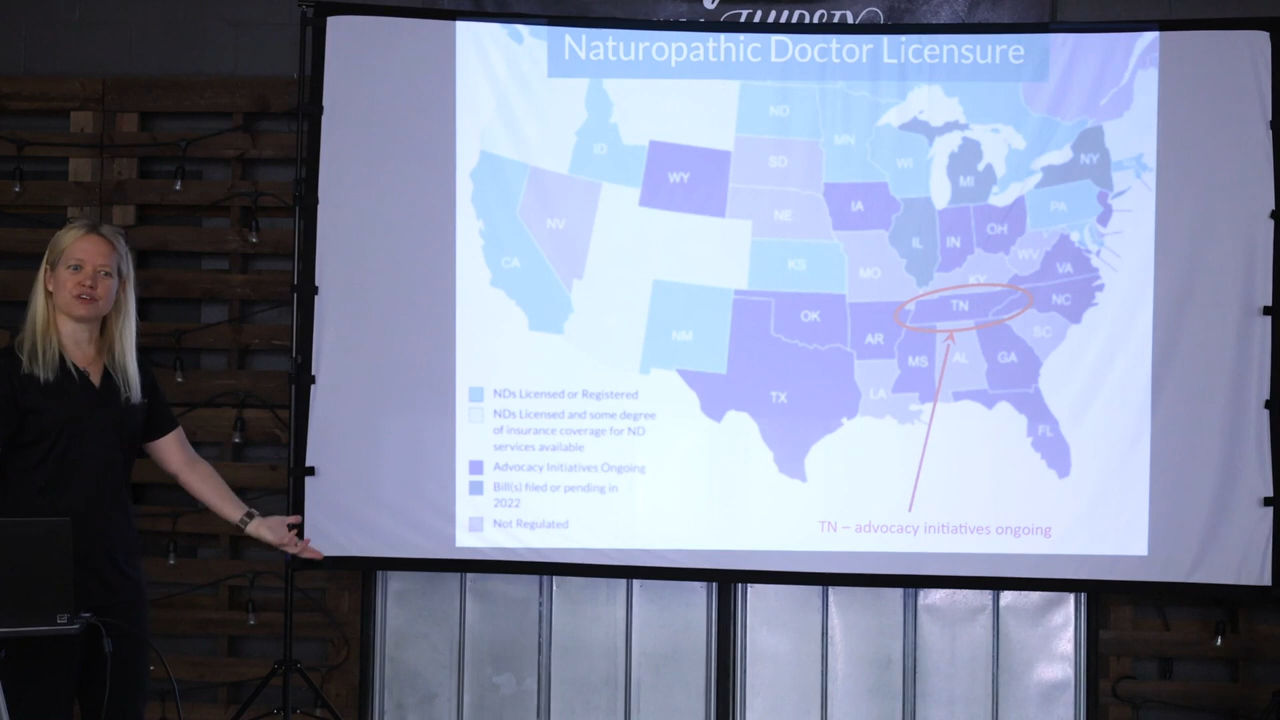 THIRSTY
Naturopathic Doctor Licensure
ND
MN
ID
WI
SD
NY
WY
MI
IA
PA
NE
NV
OH
IL
IN
WV
CA
KS
MO
VA
KY
TN
NC
OK
NM
AR
SC
MS
AL
GA
TX
LA
FL
NDs Licensed or Registered
NDs Licensed and some degree
of insurance coverage for ND
services available
Advocacy Initiatives Ongoing
Bill(s) filed or pending in
2022
Not Regulated
TN – advocacy initiatives ongoing